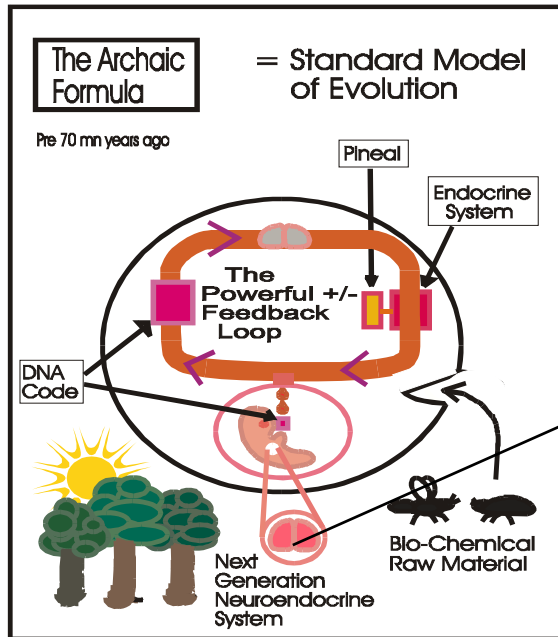 The Archaic
Formula
= Standard Model
of Evolution
Pre 70 mn years ago
Pineal
Endocrine
System
The
Powerful +/-
Feedback
Loop
DNA
Code
Bio-Chemical
Raw Material
Next
Generation
Neuroendocrine
System